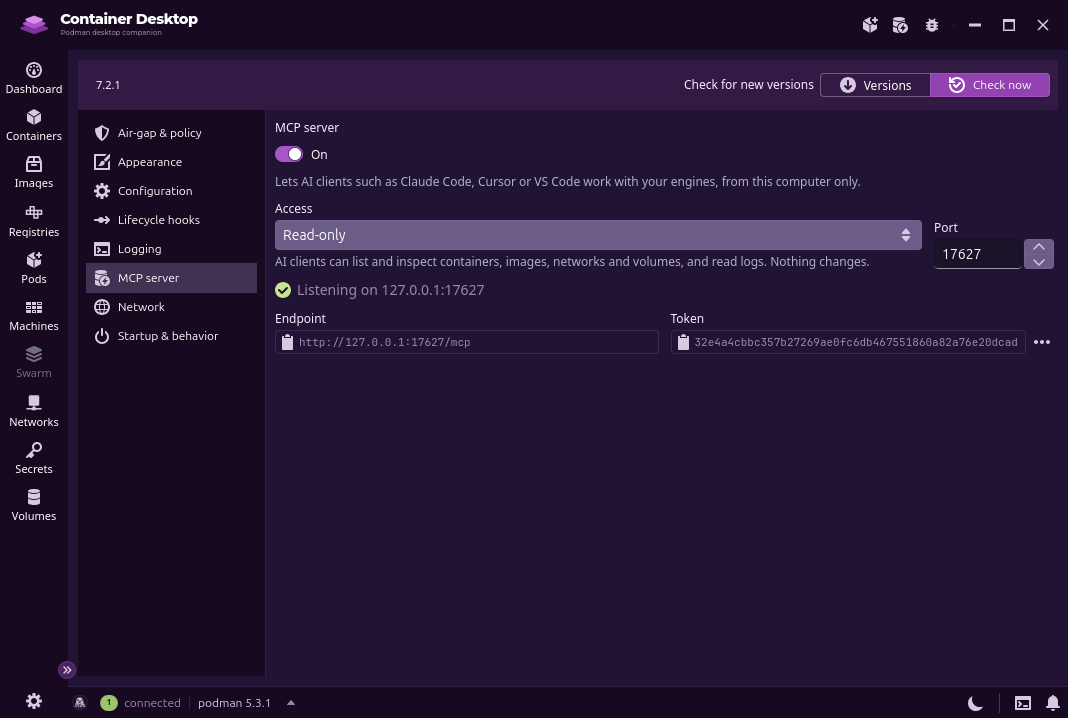 Container Desktop
Podman desktop companion
Dashboard
Containers
Images
Registries
Pods
Machines
Swarm
Networks
Secrets
Volumes
7.2.1
Check for new versions
Versions
Check now
Air-gap & policy
Appearance
Configuration
Lifecycle hooks
Logging
MCP server
Network
Startup & behavior
MCP server
On
Lets AI clients such as Claude Code, Cursor or VS Code work with your engines, from this computer only.
Access
Read-only
Port
17627
AI clients can list and inspect containers, images, networks and volumes, and read logs. Nothing changes.
Listening on 127.0.0.1:17627
Endpoint
http://127.0.0.1:17627/mcp
Token
32e4a4cbbc357b27269ae0fc6db467551860a82a76e20dcad
1
connected
podman 5.3.1